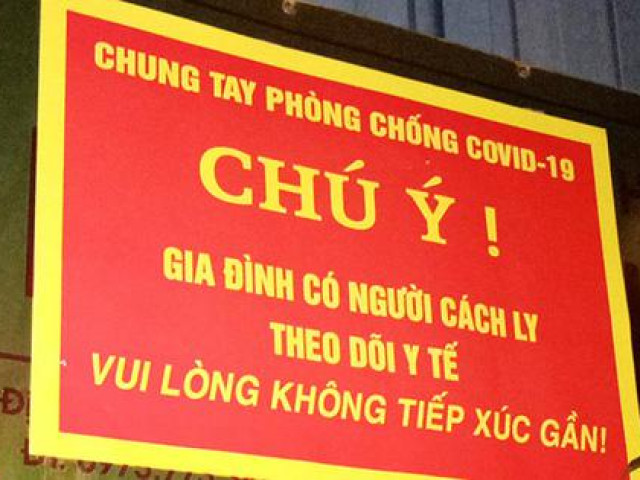 CHUNG TAY PHÒNG CHỐNG COVID-19
CHÚ Ý !
GIA ĐÌNH CÓ NGƯỜI CÁCH LY
THEO DÕI Y TẾ
VUI LÒNG KHÔNG TIẾP XÚC GẦN!